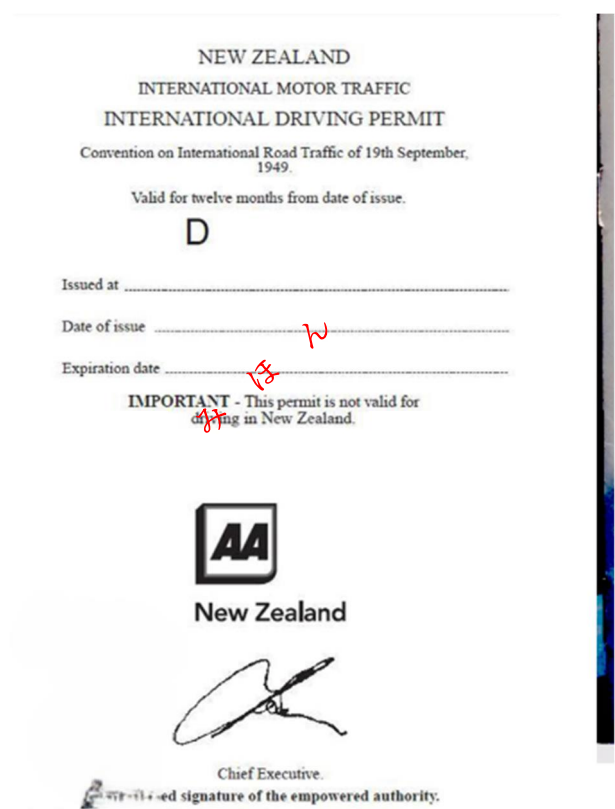 NEW ZEALAND
INTERNATIONAL MOTOR TRAFFIC
INTERNATIONAL DRIVING PERMIT
Convention on International Road Traffic of 19th September,
1949.
Valid for twelve months from date of issue.
D
Issued at
Date of issue
Expiration date
みほん
IMPORTANT - This permit is not valid for
driving in New Zealand.
AA
New Zealand
Chief Executive.
signature of the empowered authority.